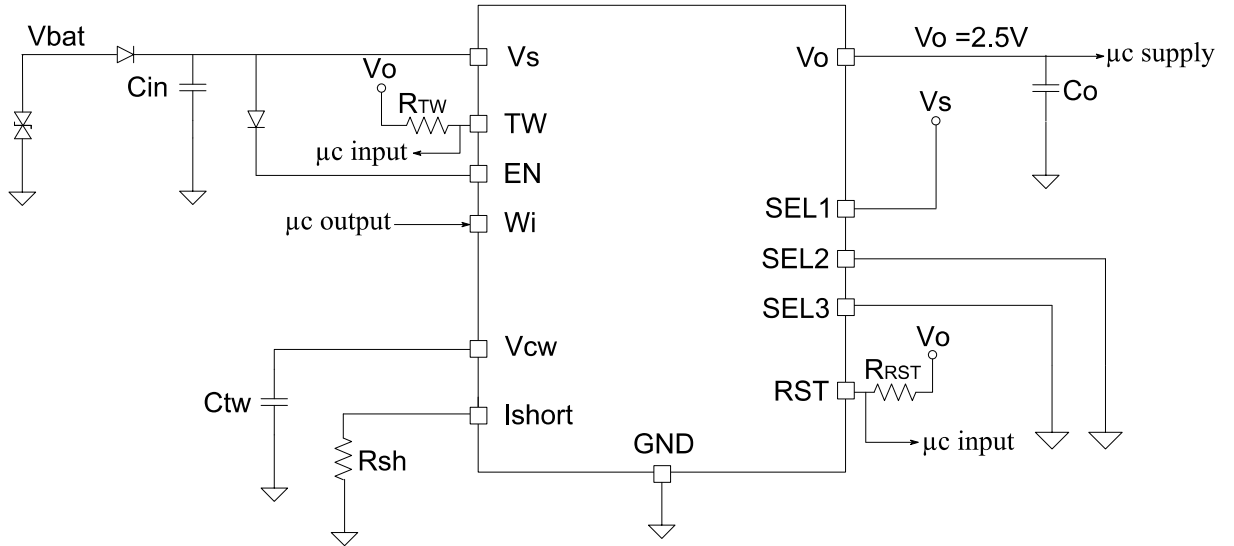 Vbat
Cin
Vs
Vo
RTW
TW
µc input
EN
µc output
Wi
Vcw
Ctw
Ishort
Rsh
GND
Vo
Vo =2.5V
µc supply
Co
Vs
SEL1
SEL2
SEL3
Vo
RRST
RST
µc input